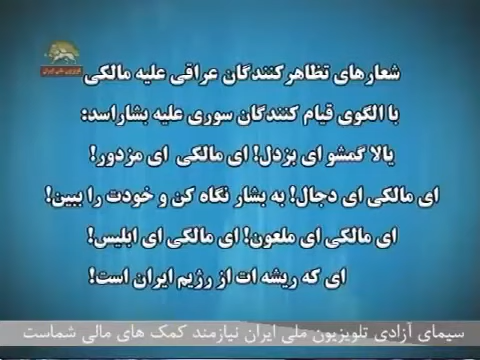 تلویزیون ملی ایران
شعارهای تظاهرکنندگان عراقی علیه مالکی
با الگوی قیام کنندگان سوری علیه بشاراسد:
یالا گمشو ای بزدل! ای مالکی ای مزدور!
ای مالکی ای دجال! به بشار نگاه کن و خودت را ببین!
ای مالکی ای ملعون! ای مالکی ای ابلیس!
ای که ریشه ات از رژیم ایران است!
سیمای آزادی تلویزیون ملی ایران نیازمند کمک های مالی شماست